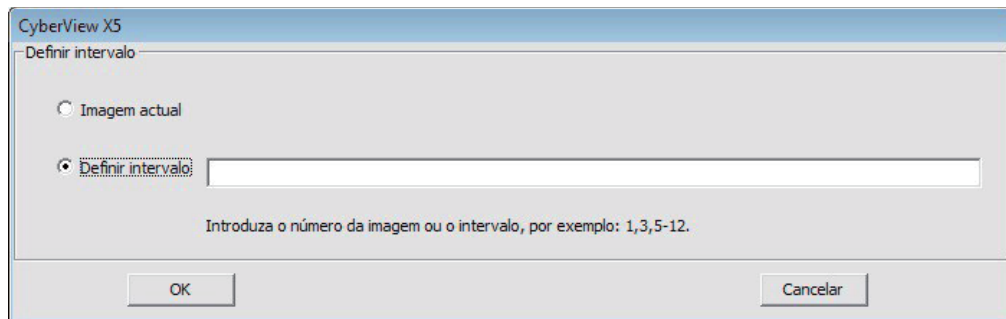 CyberView X5
Definir intervalo
Imagem actual
Definir intervalo
Introduza o número da imagem ou o intervalo, por exemplo: 1,3,5-12.
OK
Cancelar